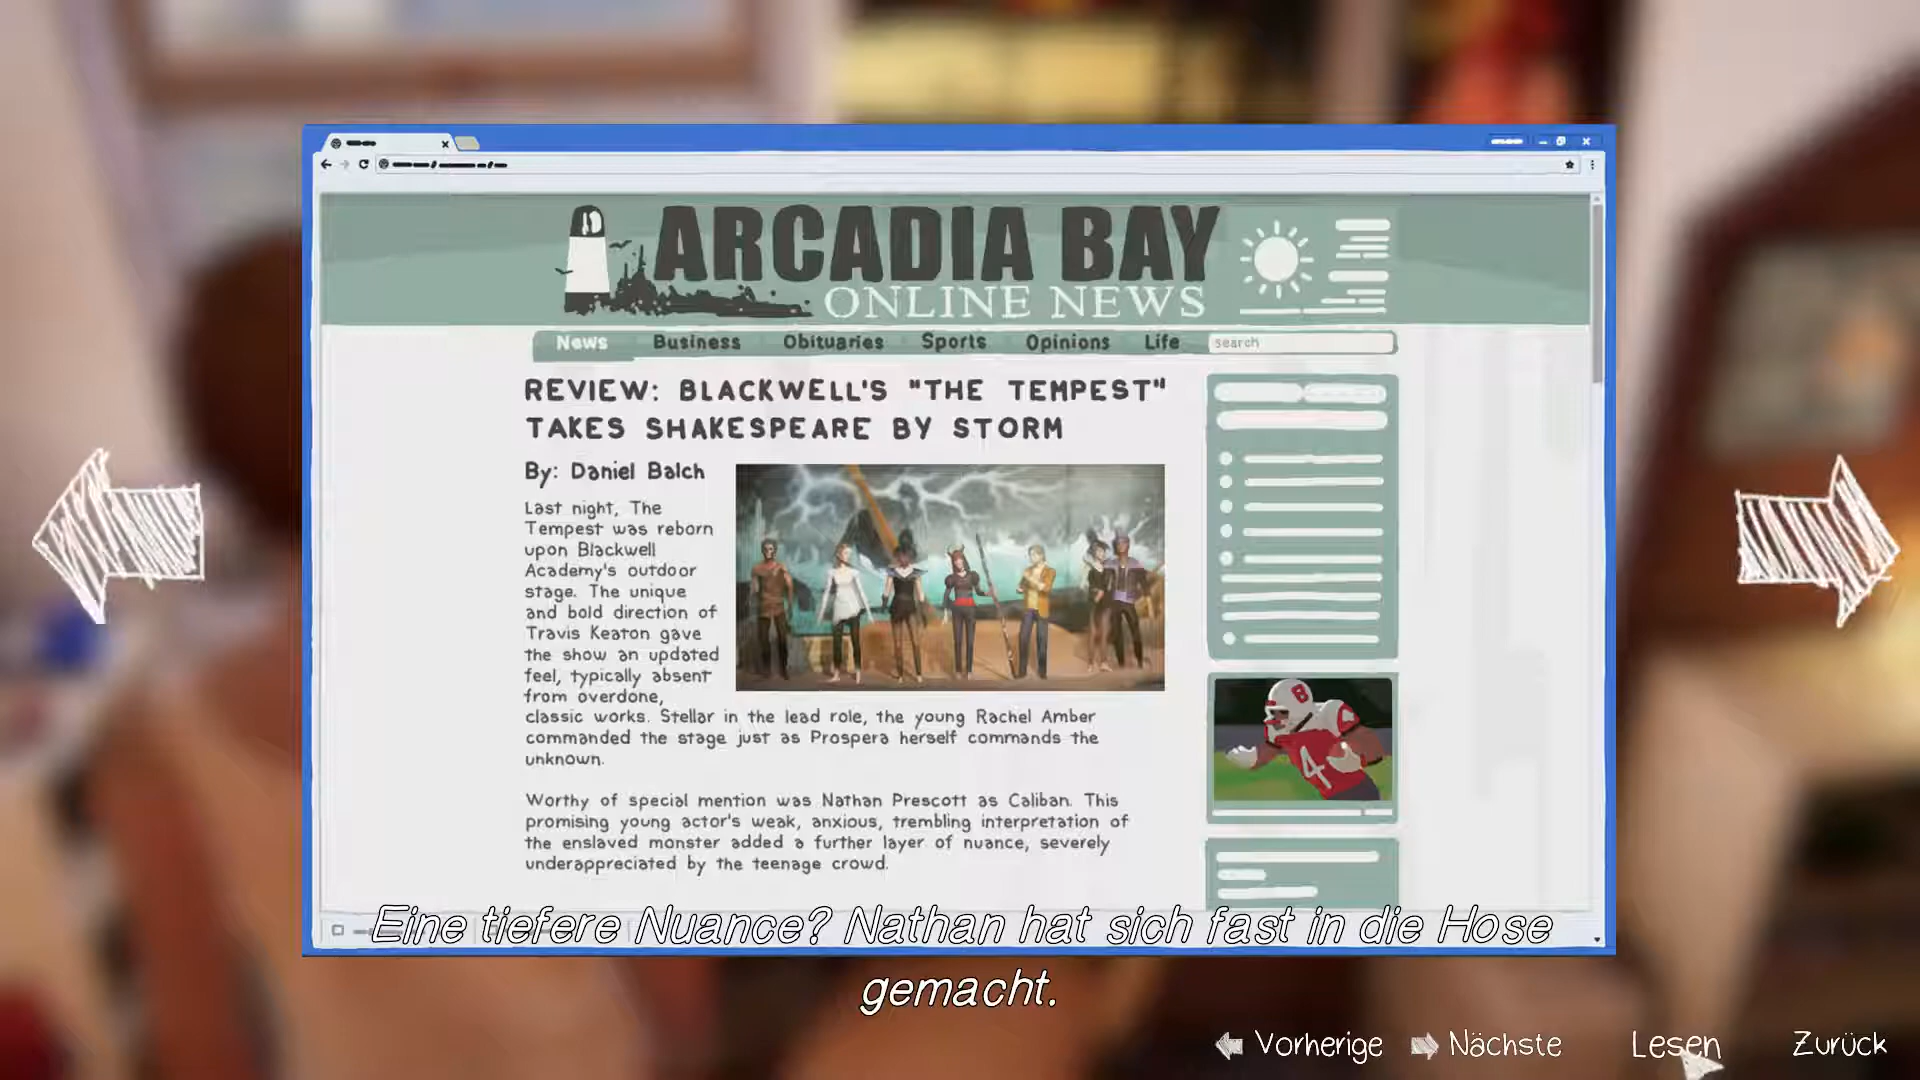 ARCADIA BAY
ONLINE NEWS
News Business Obituaries Sports Opinions Life search
REVIEW: BLACKWELL'S "THE TEMPEST"
TAKES SHAKESPEARE BY STORM
By: Daniel Balch
Last night, The
Tempest was reborn
upon Blackwell
Academy's outdoor
stage. The unique
and bold direction of
Travis Keaton gave
the show an updated
feel, typically absent
from overdone,
classic works. Stellar in the lead role, the young Rachel Amber
commanded the stage just as Prospera herself commands the
unknown.
Worthy of special mention was Nathan Prescott as Caliban. This
promising young actor's weak, anxious, trembling interpretation of
the enslaved monster added a further layer of nuance, severely
underappreciated by the teenage crowd.
B
4
Eine tiefere Nuance? Nathan hat sich fast in die Hose
gemacht.
Vorherige Nächste Lesen Zurück